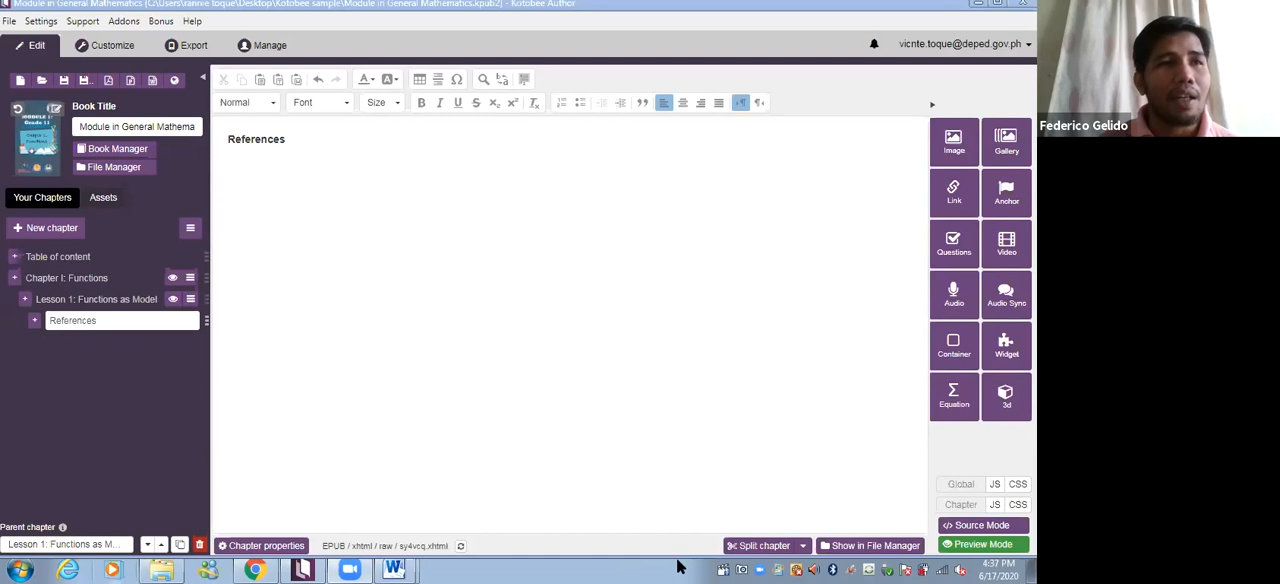 Module in General Mathematics (C:\Users\rannie toque\Desktop\Kotobee sample\Module in General Mathematics.kpub2) - Kotobee Author
File Settings Support Addons Bonus Help
Edit Customize Export Manage vicnte.toque@deped.gov.ph
Book Title
Module in General Mathema
Book Manager
File Manager
Normal Font Size
Your Chapters Assets
New chapter
Table of content
Chapter I: Functions
Lesson 1: Functions as Model
References
References
Image Gallery
Link Anchor
Questions Video
Audio Audio Sync
Container Widget
Equation 3d
Global JS CSS
Chapter JS CSS
Source Mode
Preview Mode
Parent chapter
Lesson 1: Functions as M...
Chapter properties EPUB / xhtml / raw / sy4vcq.xhtml Split chapter Show in File Manager
4:37 PM
6/17/2020
Federico Gelido